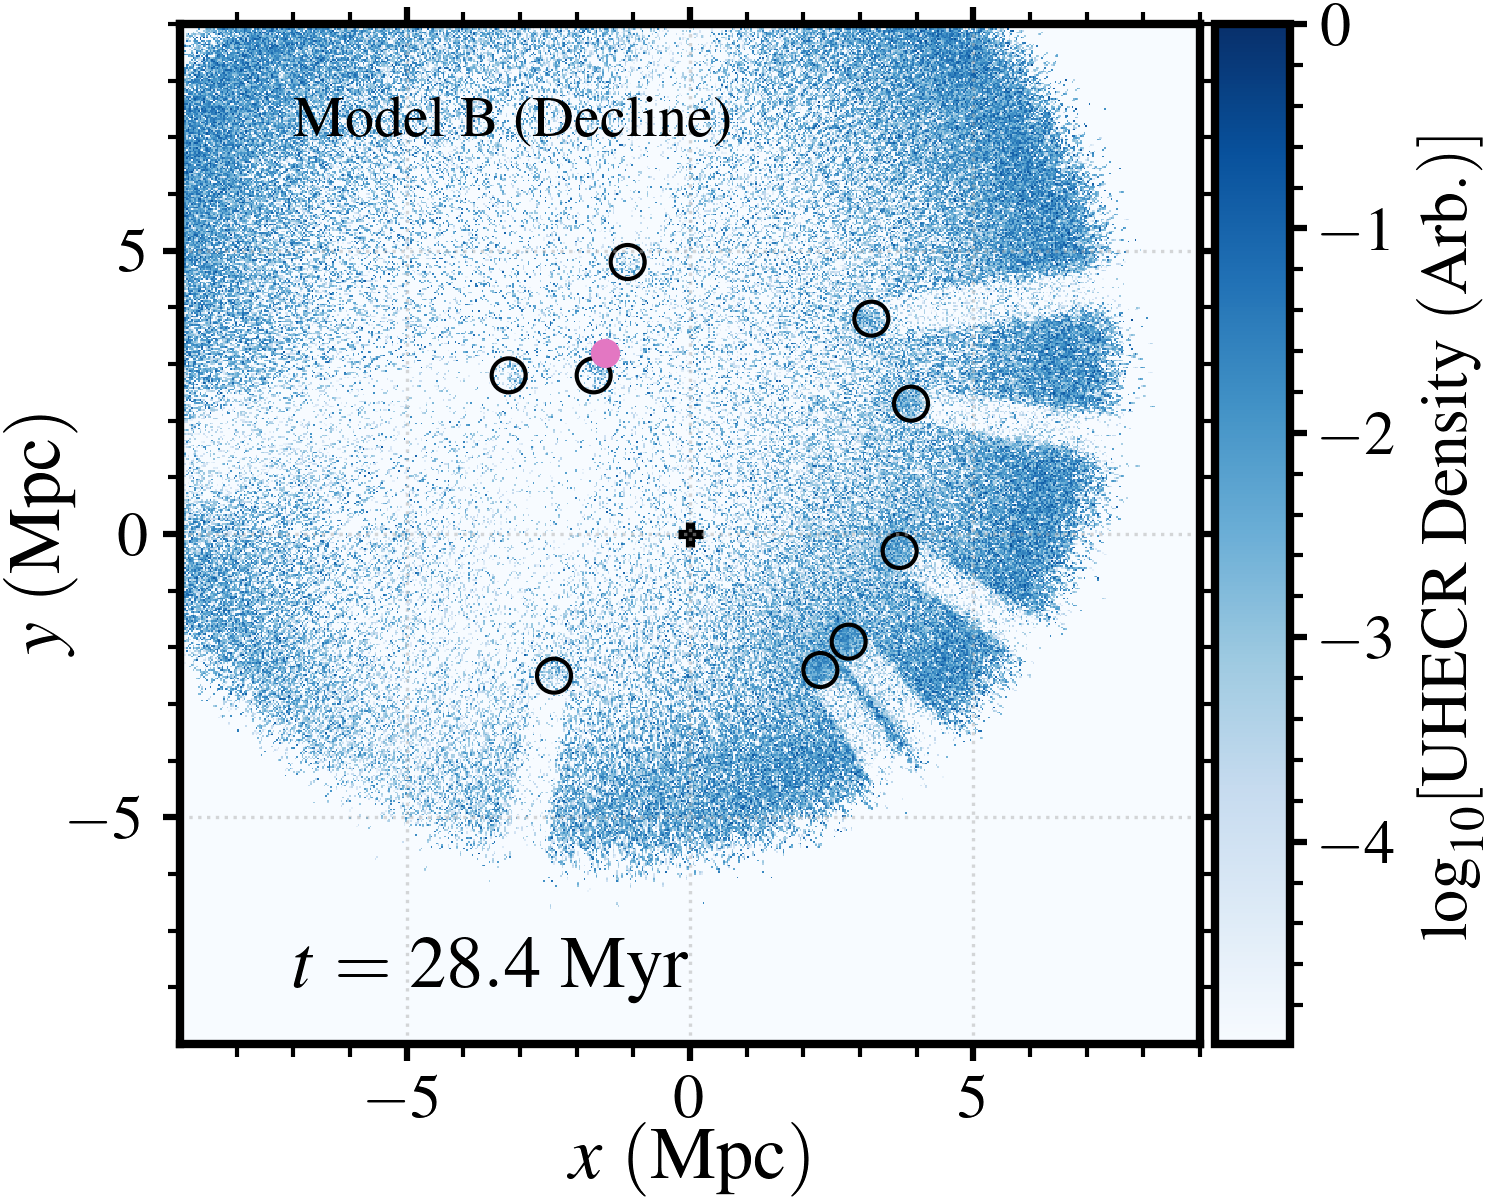 Model B (Decline)
t = 28.4 Myr
5
0
−5
y (Mpc)
−5
0
5
x (Mpc)
0
−1
−2
−3
−4
log10[UHECR Density (Arb.)]